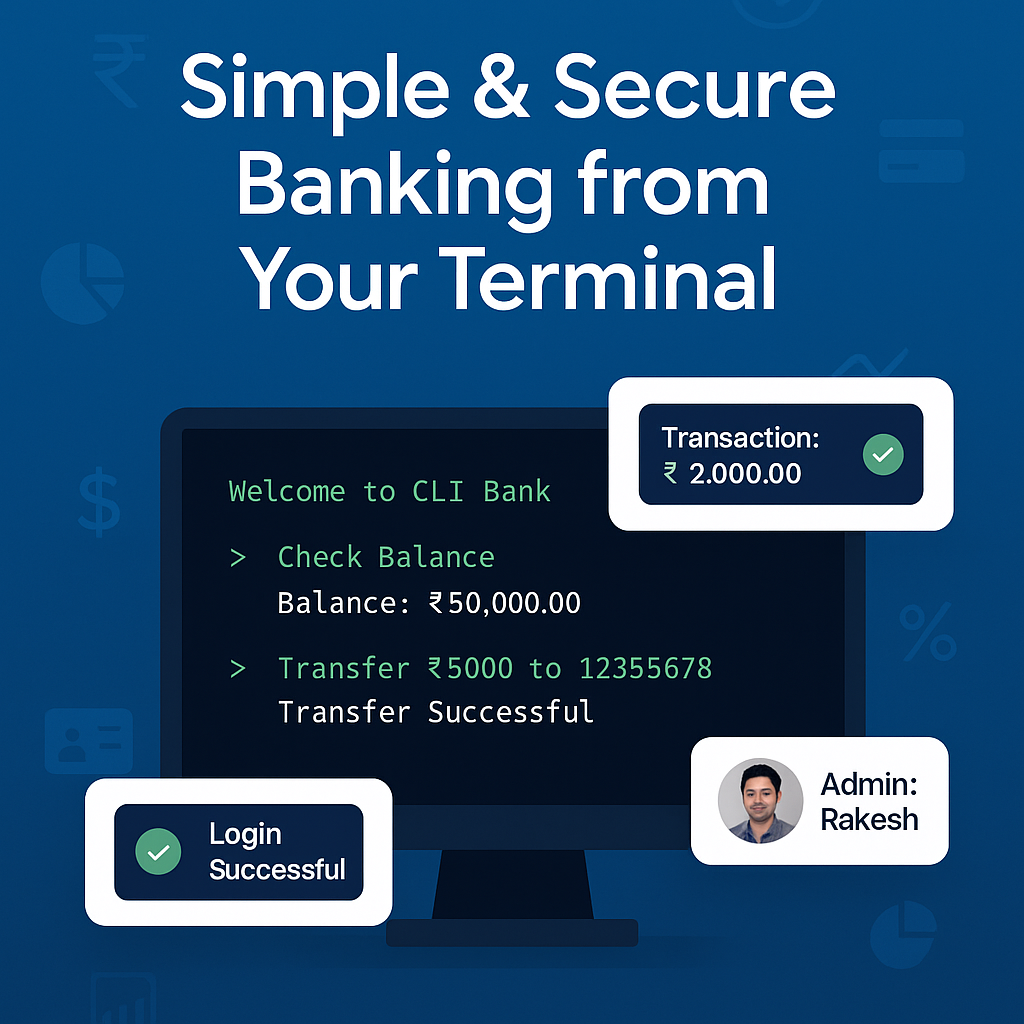 Simple & Secure
Banking from
Your Terminal
Transaction:
₹ 2.000.00
Welcome to CLI Bank
> Check Balance
Balance: ₹50,000.00
> Transfer ₹5000 to 12355678
Transfer Successful
Admin:
Rakesh
Login
Successful
₹
$
%